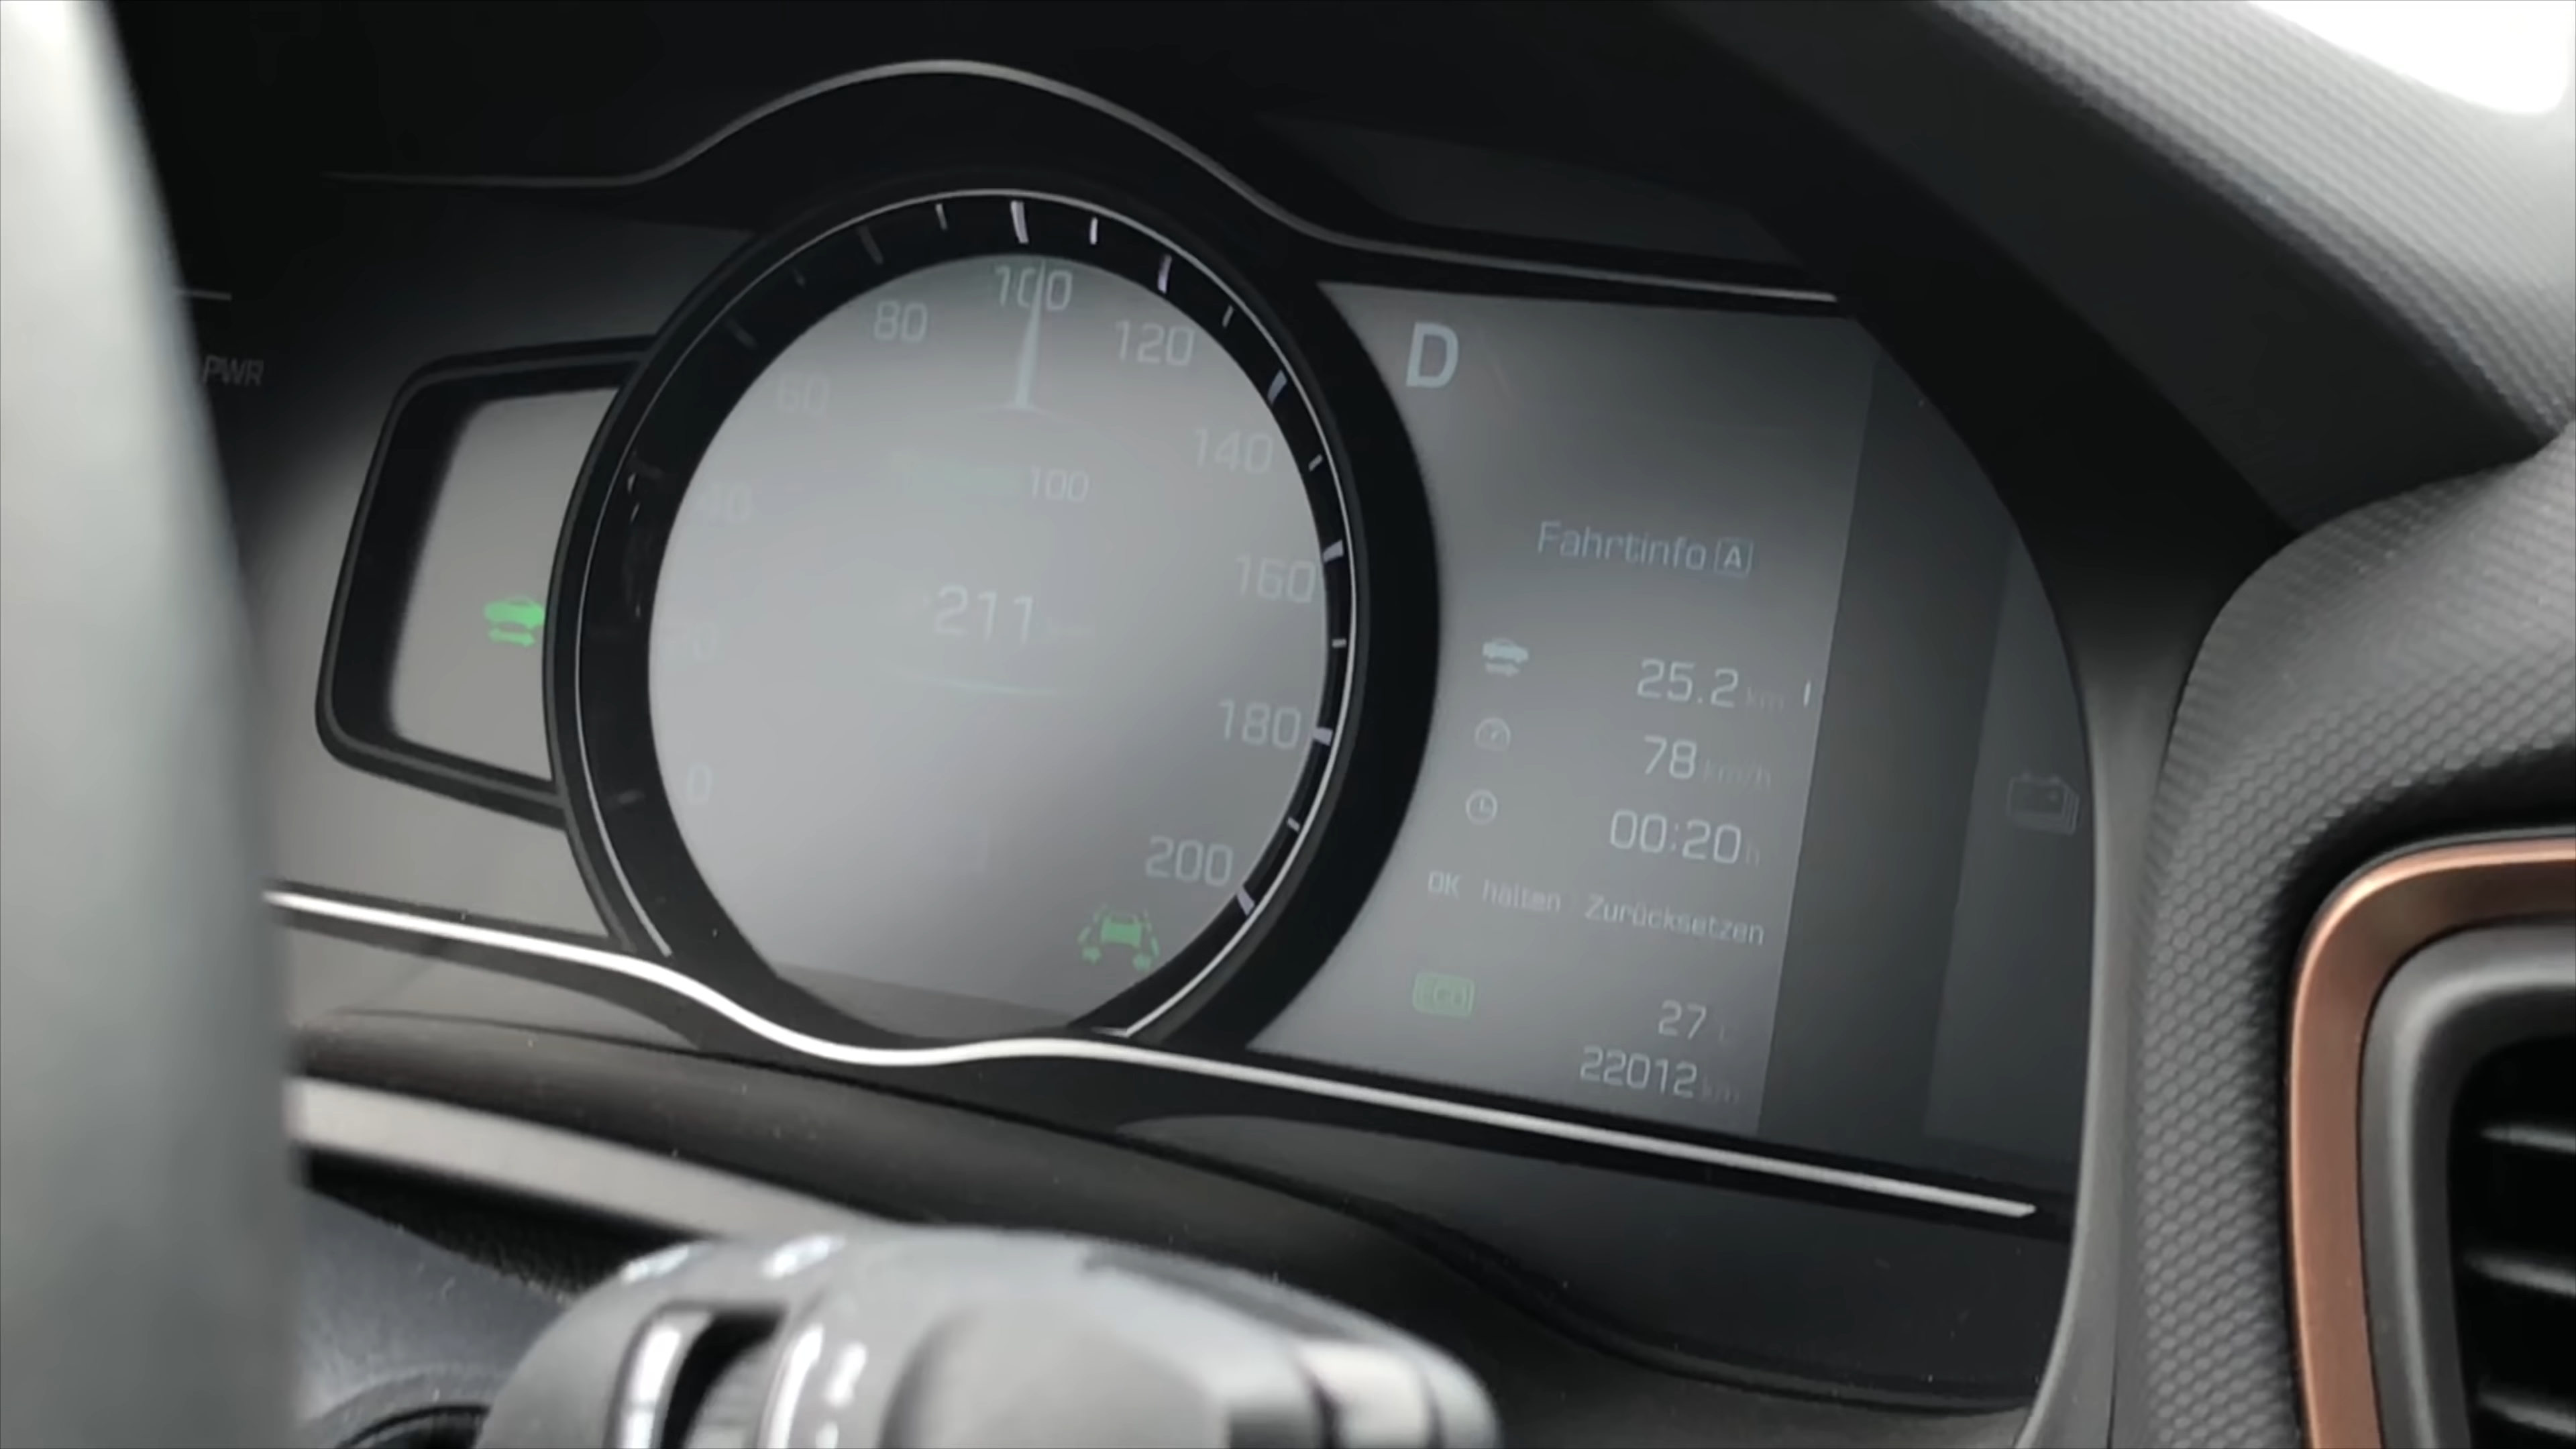 PWR
100
80
120
60
140
40
100
160
211
20
180
0
200
D
Fahrtinfo A
25.2 km
78 km/h
00:20 h
OK halten : Zurücksetzen
27
22012 km